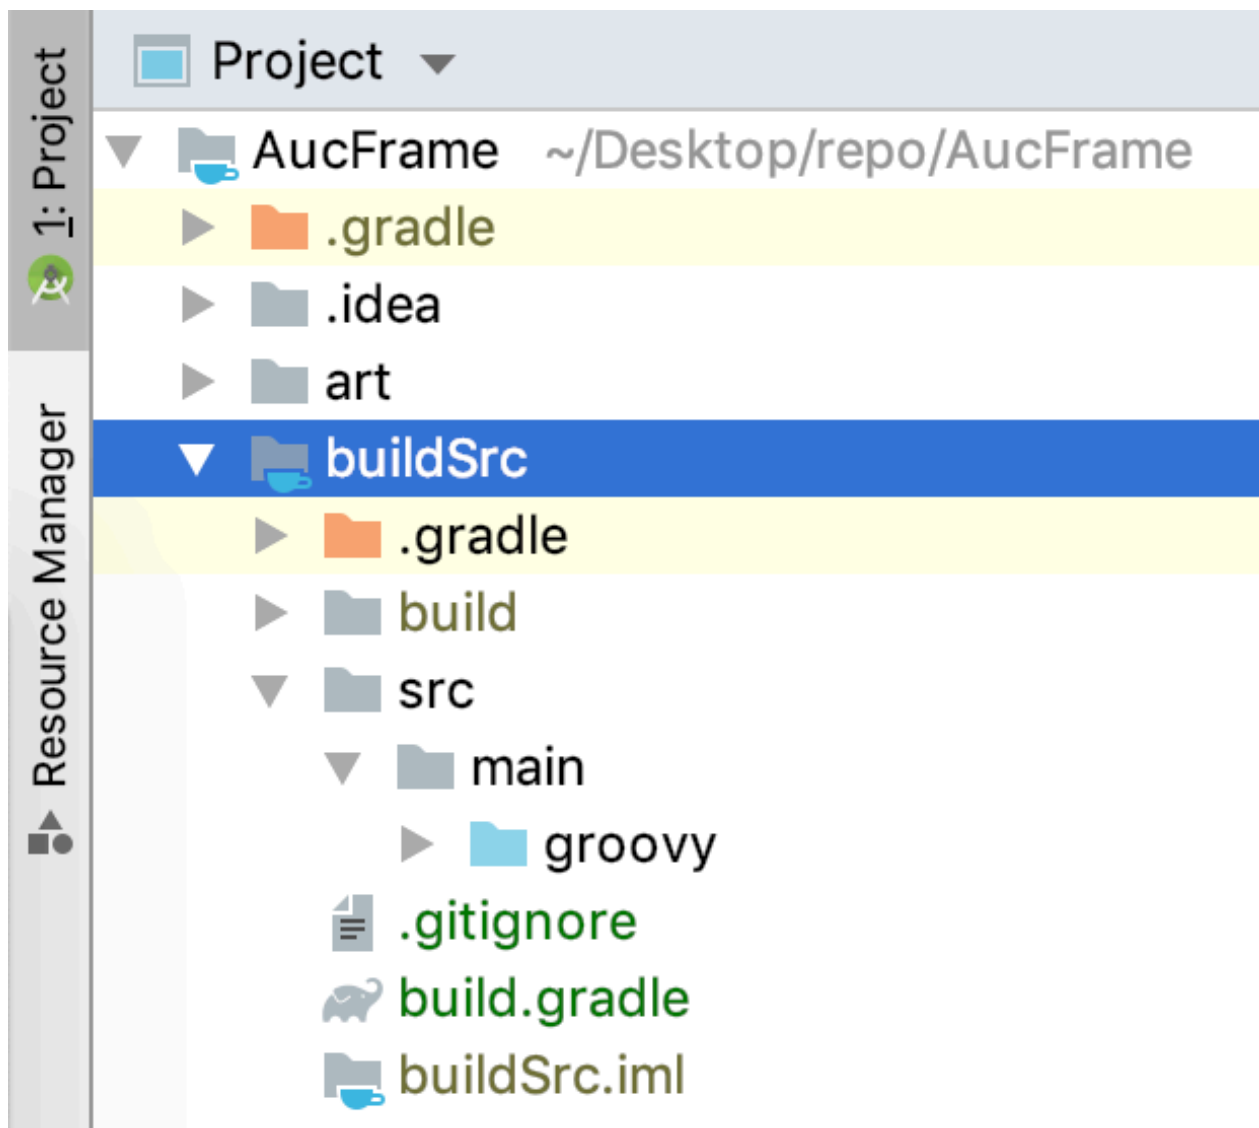 1: Project
Resource Manager
Project
AucFrame ~/Desktop/repo/AucFrame
.gradle
.idea
art
buildSrc
.gradle
build
src
main
groovy
.gitignore
build.gradle
buildSrc.iml